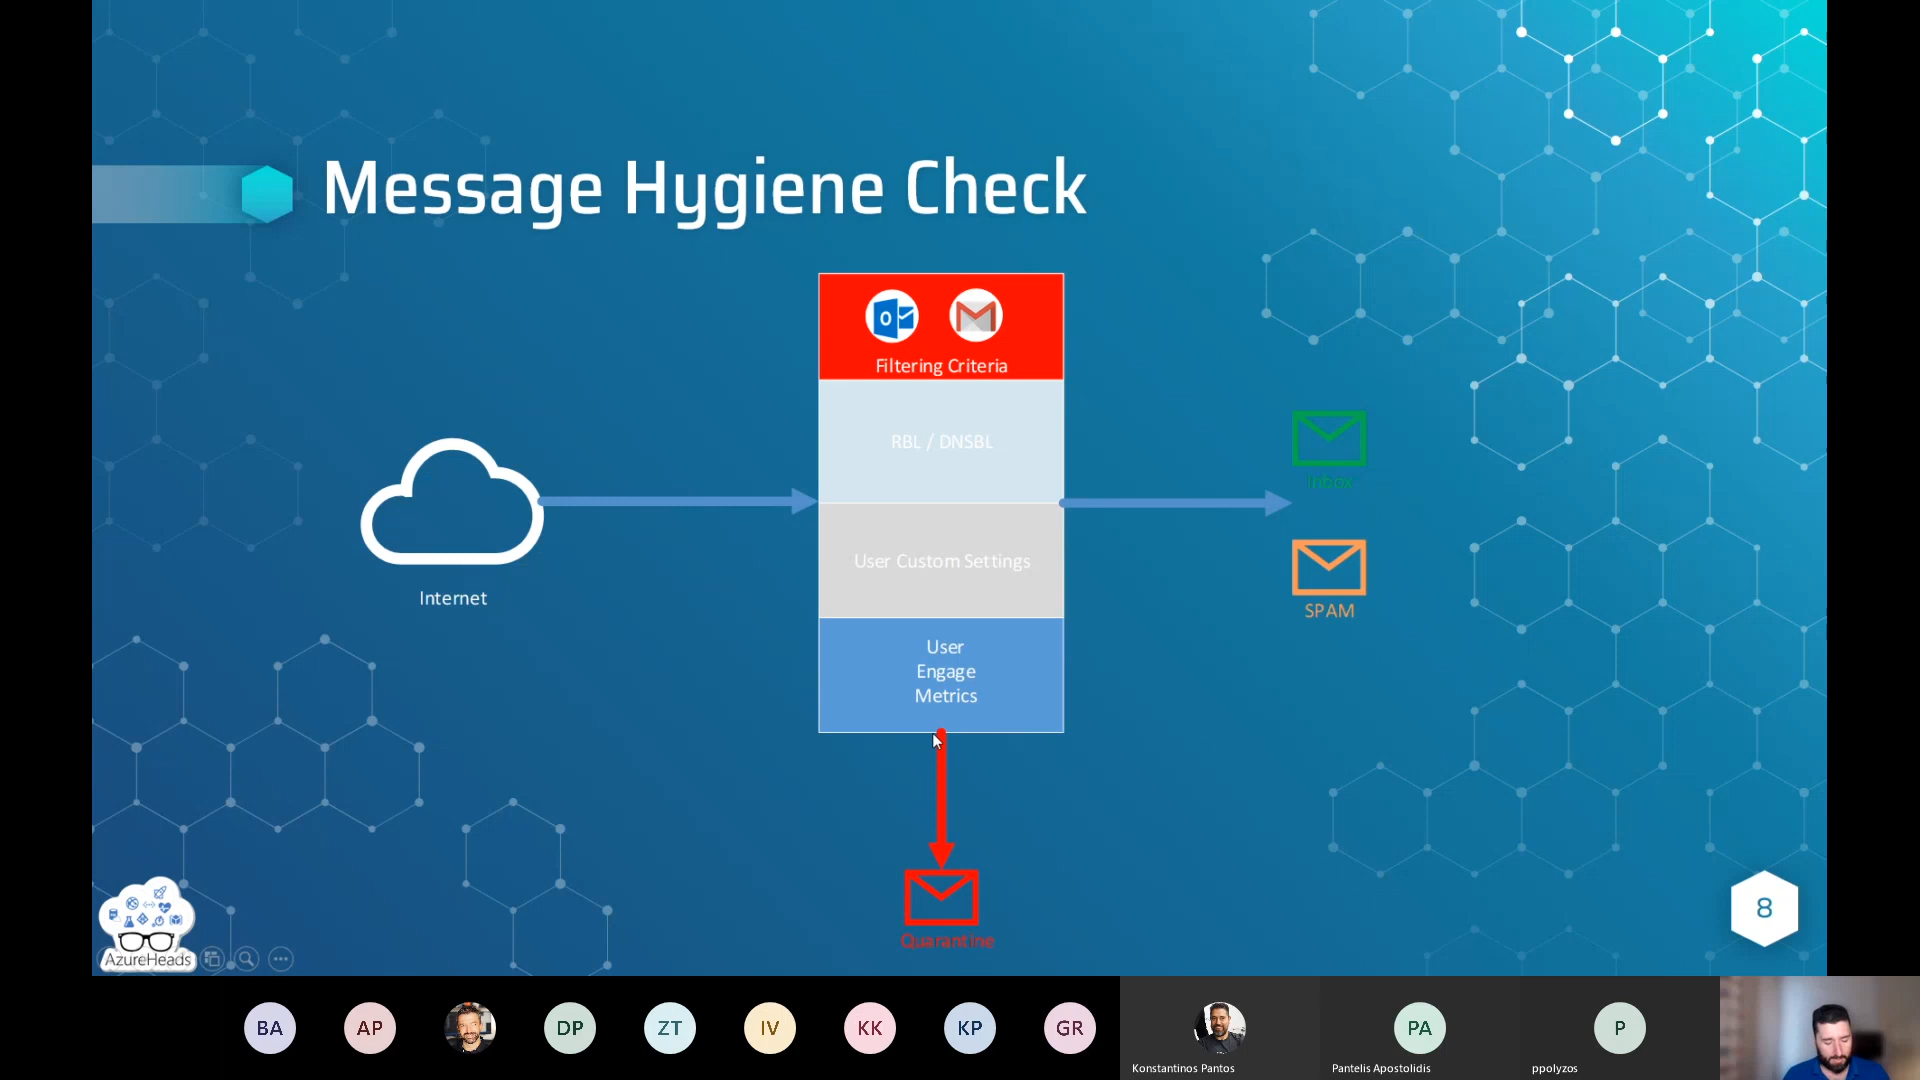 Message Hygiene Check
Filtering Criteria
RBL / DNSBL
User Custom Settings
User
Engage
Metrics
Internet
Inbox
SPAM
Quarantine
8
AzureHeads
BA
AP
DP
ZT
IV
KK
KP
GR
PA
P
Konstantinos Pantos
Pantelis Apostolidis
ppolyzos